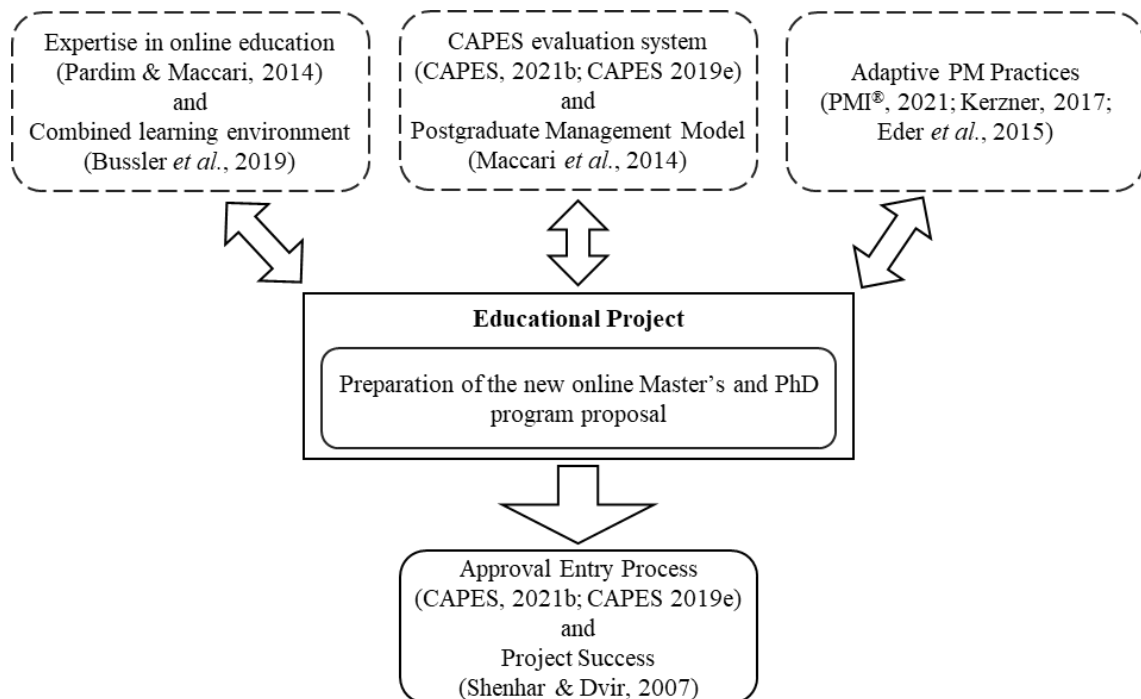 Expertise in online education
(Pardim & Maccari, 2014)
and
Combined learning environment
(Bussler et al., 2019)
CAPES evaluation system
(CAPES, 2021b; CAPES 2019e)
and
Postgraduate Management Model
(Maccari et al., 2014)
Adaptive PM Practices
(PMI®, 2021; Kerzner, 2017;
Eder et al., 2015)
Educational Project
Preparation of the new online Master's and PhD
program proposal
Approval Entry Process
(CAPES, 2021b; CAPES 2019e)
and
Project Success
(Shenhar & Dvir, 2007)